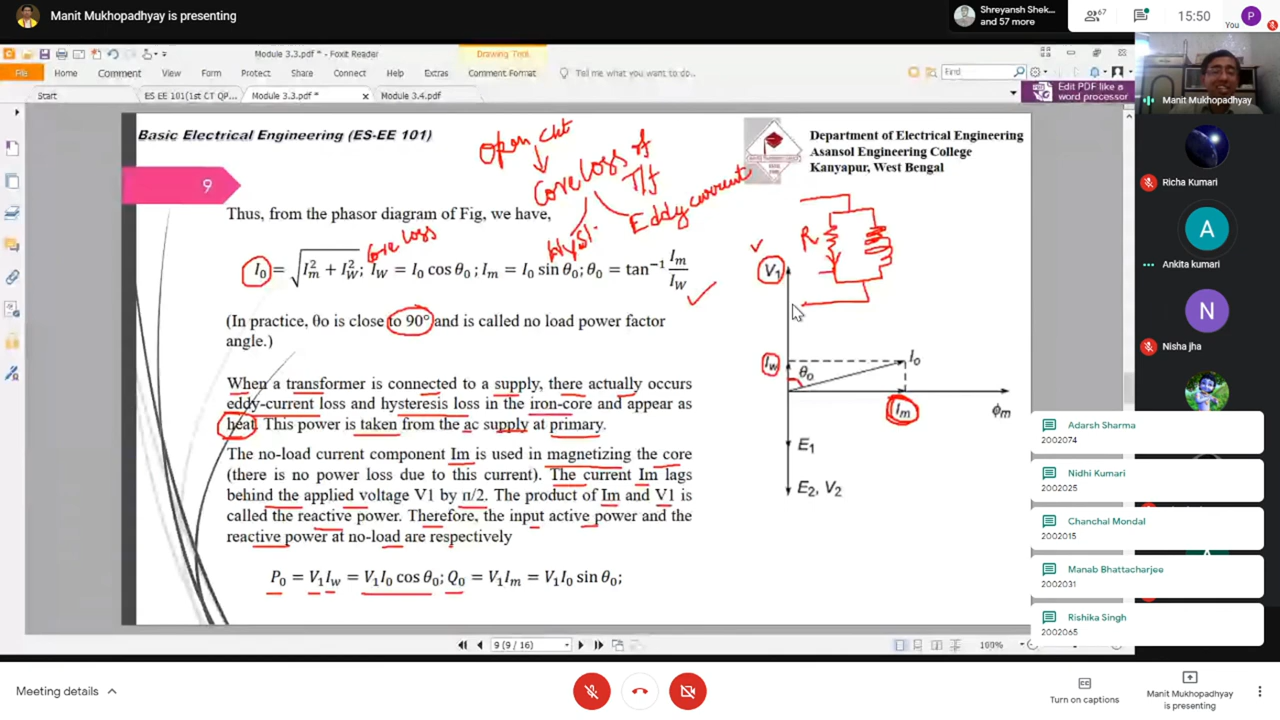 Manit Mukhopadhyay is presenting
Shreyansh Shek...
and 57 more
67
15:50
P
You
Module 3.3.pdf * - Foxit Reader
Drawing Tools
File
Home
Comment
View
Form
Protect
Share
Connect
Help
Extras
Comment Format
Tell me what you want to do...
Find
Start
ES EE 101(1st CT QP...
Module 3.3.pdf *
Module 3.4.pdf
Edit PDF like a
word processor
Manit Mukhopadhyay
Basic Electrical Engineering (ES-EE 101)
Department of Electrical Engineering
Asansol Engineering College
Kanyapur, West Bengal
9
Open ckt
Core loss of
T/f
Hyst.
Eddy current
Thus, from the phasor diagram of Fig, we have,
Core loss
I₀ = √(I²m + I²W); IW = I₀ cos θ₀; Im = I₀ sin θ₀; θ₀ = tan⁻¹ Im/IW
(In practice, θo is close to 90° and is called no load power factor
angle.)
When a transformer is connected to a supply, there actually occurs
eddy-current loss and hysteresis loss in the iron-core and appear as
heat. This power is taken from the ac supply at primary.
The no-load current component Im is used in magnetizing the core
(there is no power loss due to this current). The current Im lags
behind the applied voltage V1 by π/2. The product of Im and V1 is
called the reactive power. Therefore, the input active power and the
reactive power at no-load are respectively
P₀ = V₁Iw = V₁I₀ cos θ₀; Q₀ = V₁Im = V₁I₀ sin θ₀;
R
V₁
Iw
θ₀
I₀
Im
ϕm
E₁
E₂, V₂
Richa Kumari
A
Ankita kumari
N
Nisha jha
Adarsh Sharma
2002074
Nidhi Kumari
2002025
Chanchal Mondal
2002015
Manab Bhattacharjee
2002031
Rishika Singh
2002065
9 (9 / 16)
100%
Meeting details
Turn on captions
Manit Mukhopadhyay
is presenting